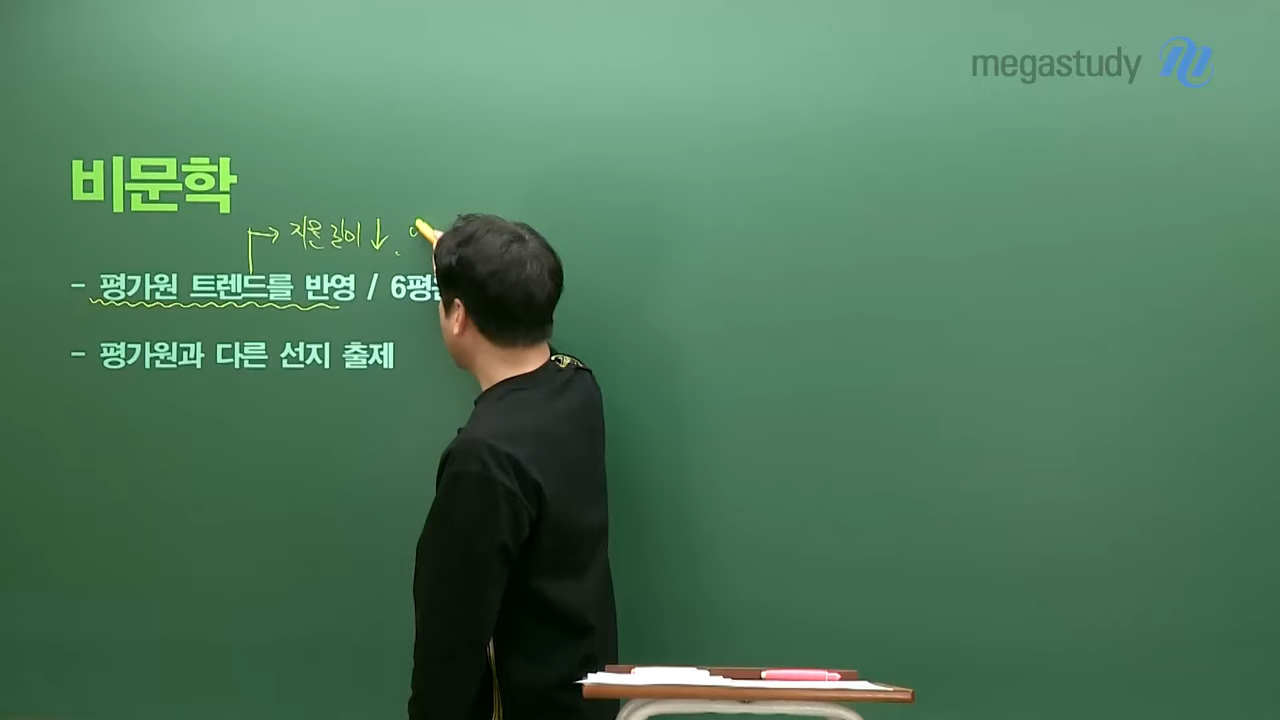 megastudy
비문학
지문길이 ↓
- 평가원 트렌드를 반영 / 6평
- 평가원과 다른 선지 출제